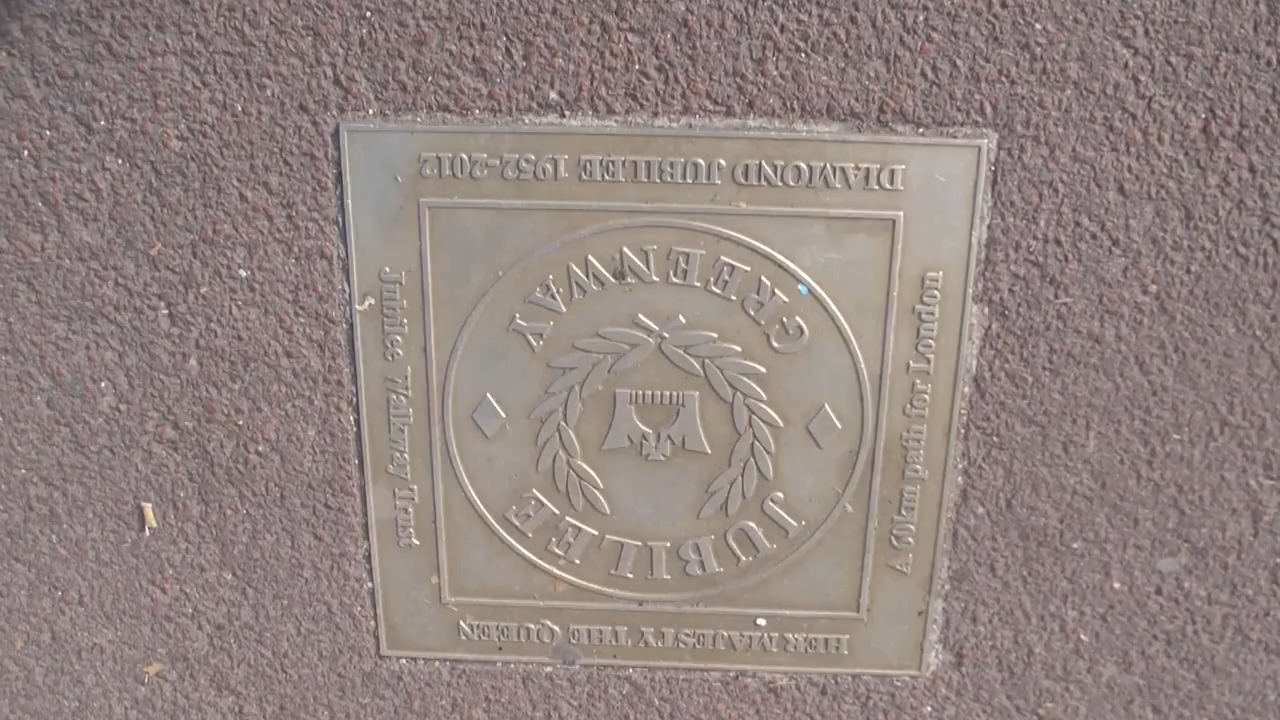 HER MAJESTY THE QUEEN
JUBILEE
GREENWAY
A 60km path for London
Jubilee Walkway Trust
DIAMOND JUBILEE 1952-2012